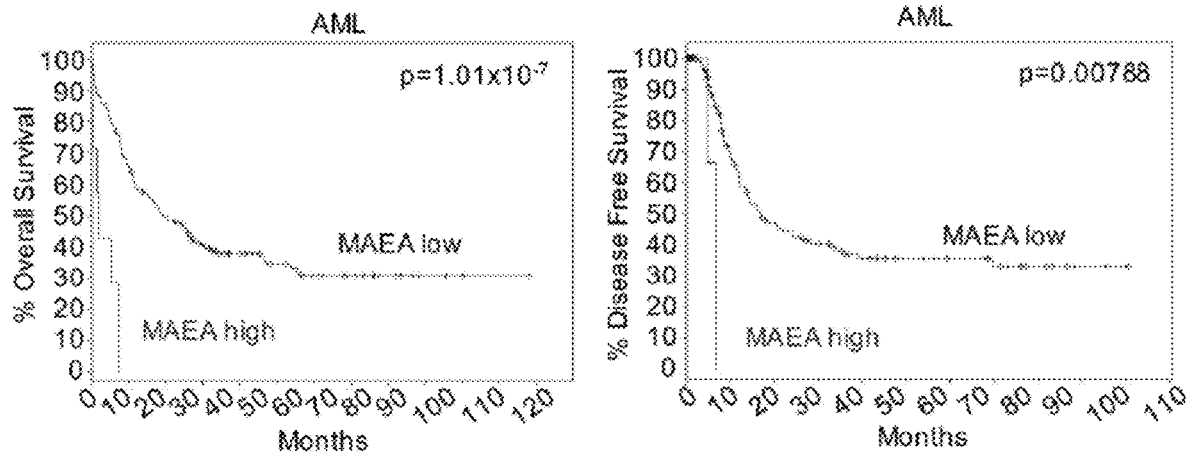 AML
p=1.01x10⁻⁷
% Overall Survival
100
90
80
70
60
50
40
30
20
10
0
MAEA low
MAEA high
0 10 20 30 40 50 60 70 80 90 100 110 120
Months
AML
p=0.00788
% Disease Free Survival
100
90
80
70
60
50
40
30
20
10
0
MAEA low
MAEA high
0 10 20 30 40 50 60 70 80 90 100 110
Months